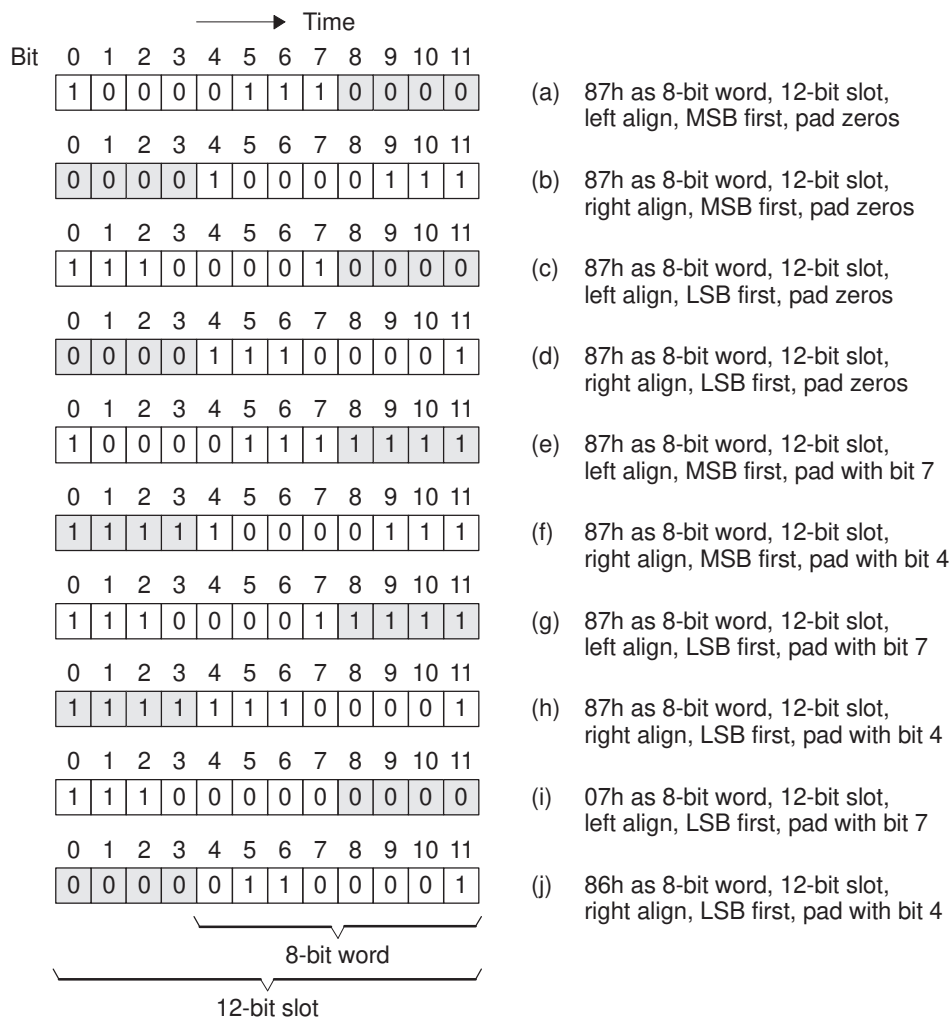 Time
Bit 0 1 2 3 4 5 6 7 8 9 10 11
1 0 0 0 0 1 1 1 0 0 0 0
(a) 87h as 8-bit word, 12-bit slot,
left align, MSB first, pad zeros
0 1 2 3 4 5 6 7 8 9 10 11
0 0 0 0 1 0 0 0 0 1 1 1
(b) 87h as 8-bit word, 12-bit slot,
right align, MSB first, pad zeros
0 1 2 3 4 5 6 7 8 9 10 11
1 1 1 0 0 0 0 1 0 0 0 0
(c) 87h as 8-bit word, 12-bit slot,
left align, LSB first, pad zeros
0 1 2 3 4 5 6 7 8 9 10 11
0 0 0 0 1 1 1 0 0 0 0 1
(d) 87h as 8-bit word, 12-bit slot,
right align, LSB first, pad zeros
0 1 2 3 4 5 6 7 8 9 10 11
1 0 0 0 0 1 1 1 1 1 1 1
(e) 87h as 8-bit word, 12-bit slot,
left align, MSB first, pad with bit 7
0 1 2 3 4 5 6 7 8 9 10 11
1 1 1 1 1 0 0 0 0 1 1 1
(f) 87h as 8-bit word, 12-bit slot,
right align, MSB first, pad with bit 4
0 1 2 3 4 5 6 7 8 9 10 11
1 1 1 0 0 0 0 1 1 1 1 1
(g) 87h as 8-bit word, 12-bit slot,
left align, LSB first, pad with bit 7
0 1 2 3 4 5 6 7 8 9 10 11
1 1 1 1 1 1 1 0 0 0 0 1
(h) 87h as 8-bit word, 12-bit slot,
right align, LSB first, pad with bit 4
0 1 2 3 4 5 6 7 8 9 10 11
1 1 1 0 0 0 0 0 0 0 0 0
(i) 07h as 8-bit word, 12-bit slot,
left align, LSB first, pad with bit 7
0 1 2 3 4 5 6 7 8 9 10 11
0 0 0 0 0 1 1 0 0 0 0 1
(j) 86h as 8-bit word, 12-bit slot,
right align, LSB first, pad with bit 4
8-bit word
12-bit slot